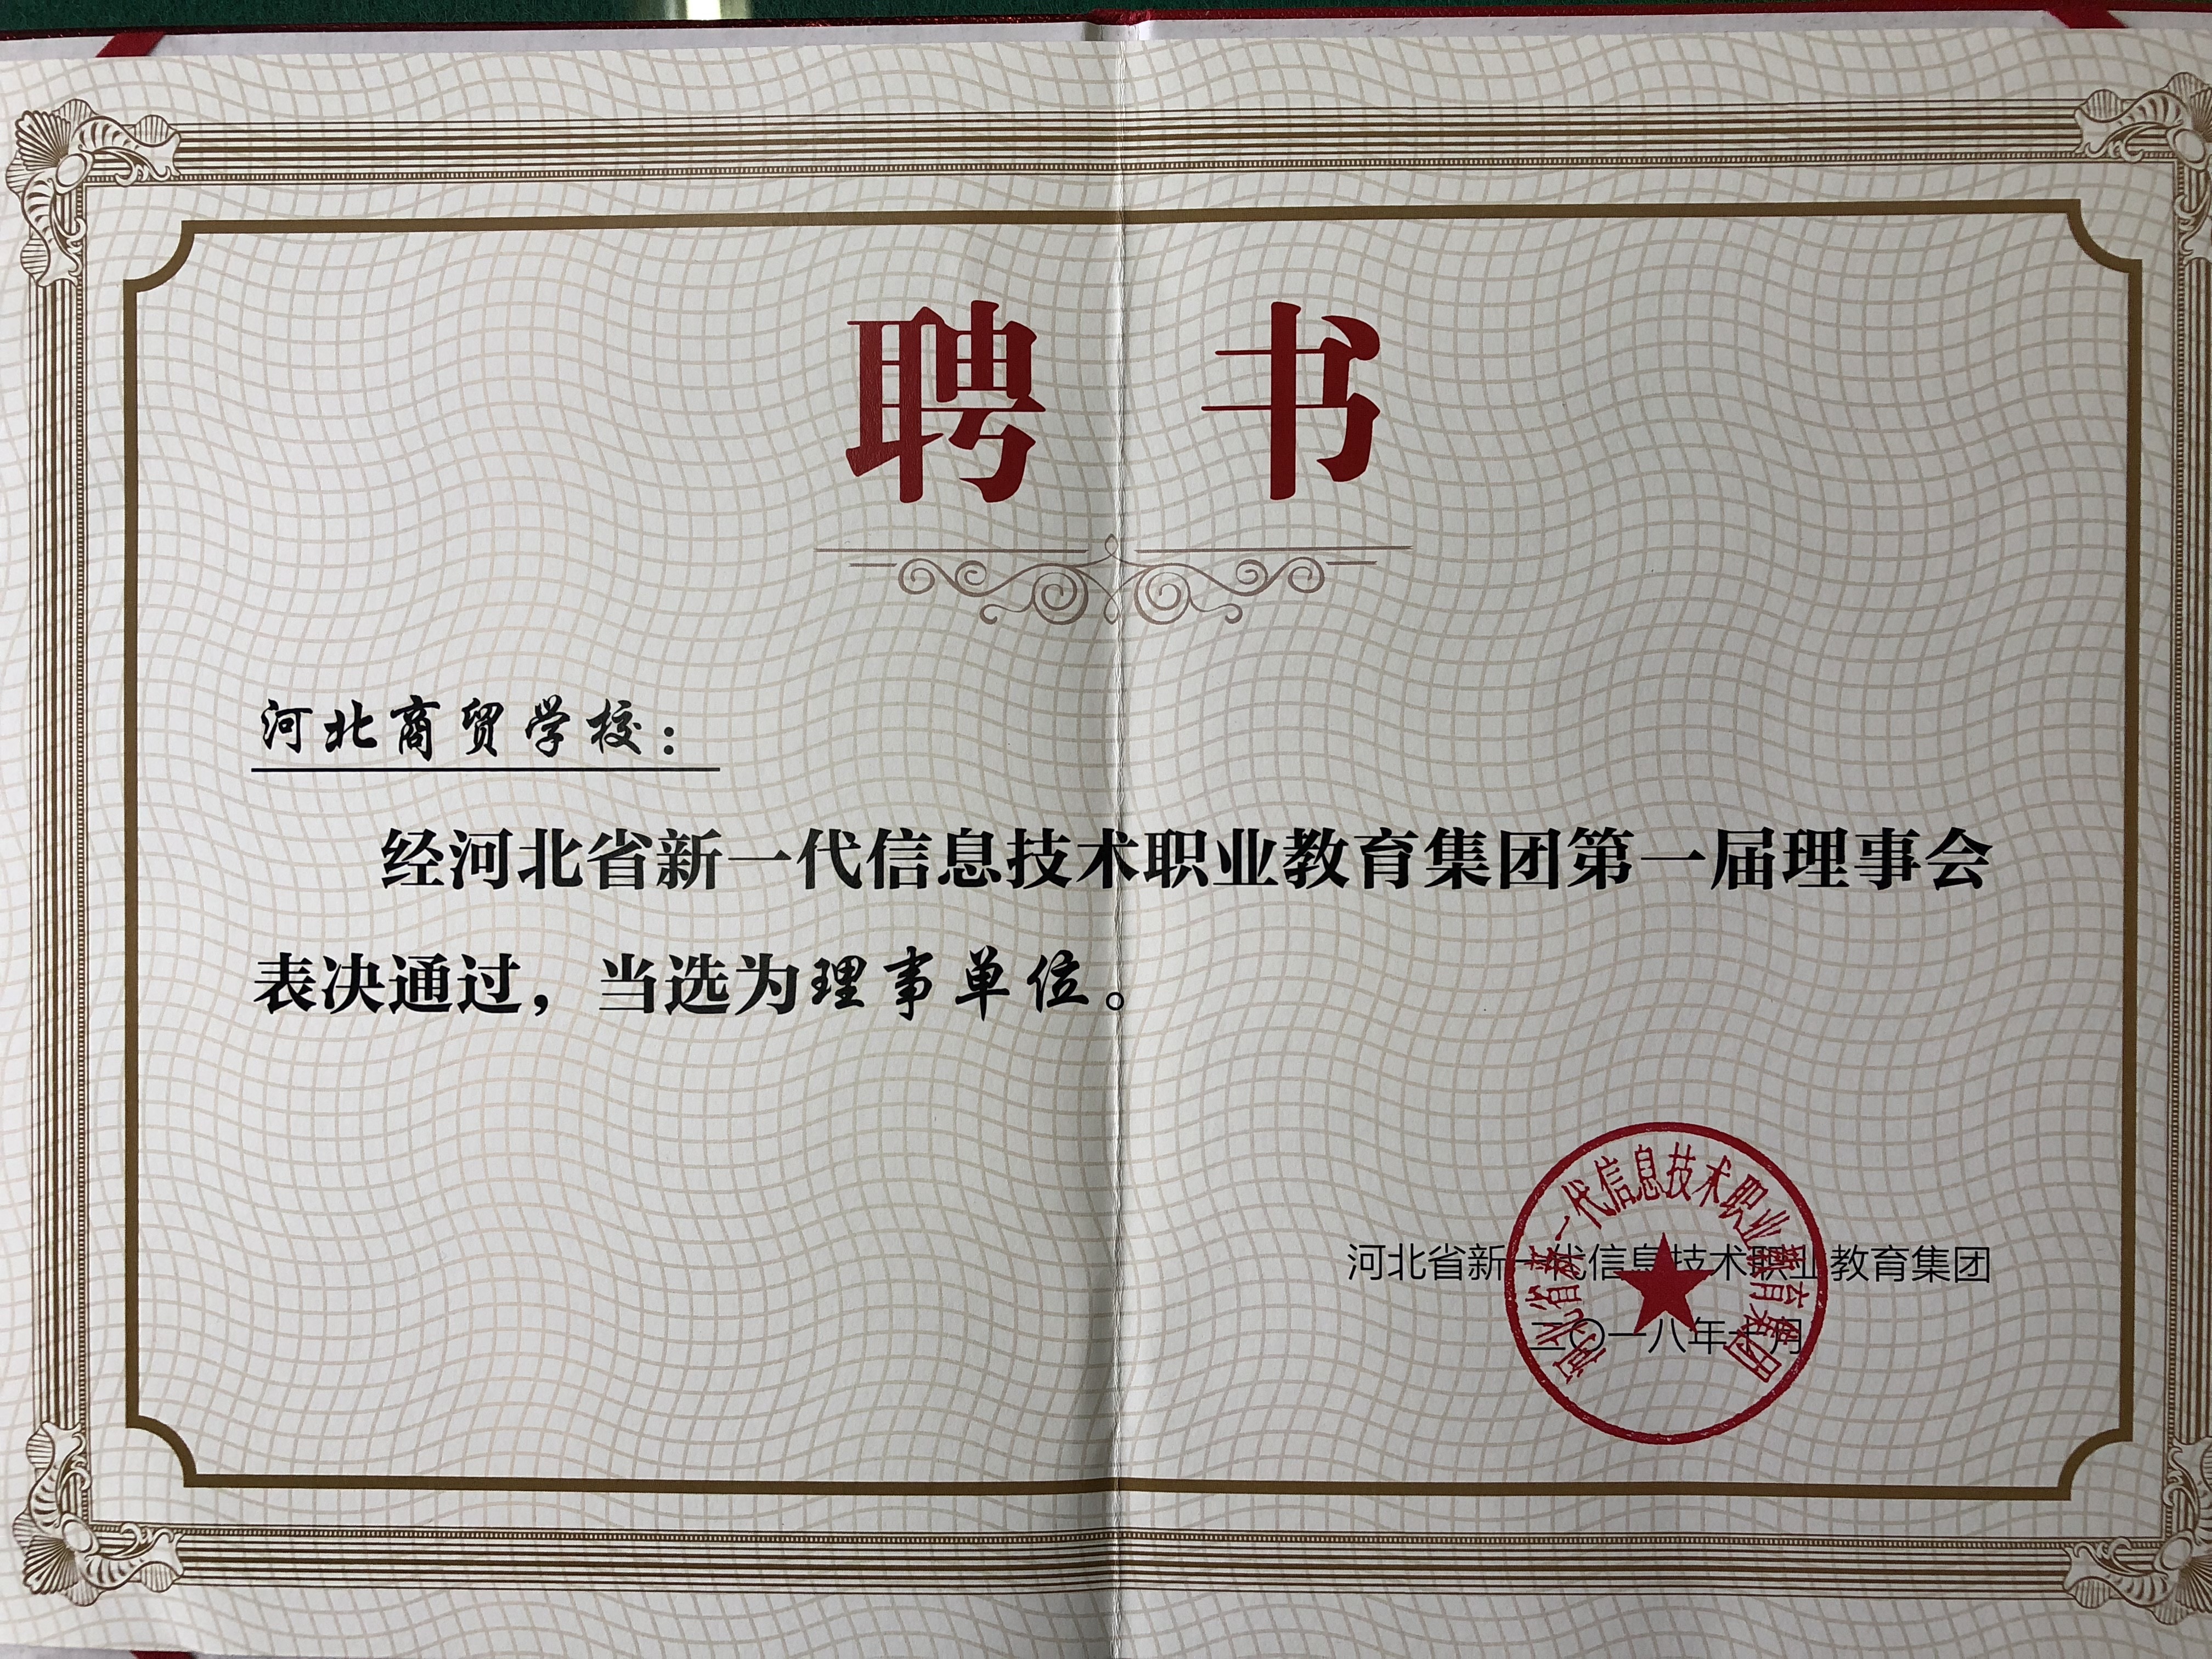 聘 书
河北商贸学校：
经河北省新一代信息技术职业教育集团第一届理事会
表决通过，当选为理事单位。
河北省新一代信息技术职业教育集团
河北省新一代信息技术职业教育集团
二〇一八年七月